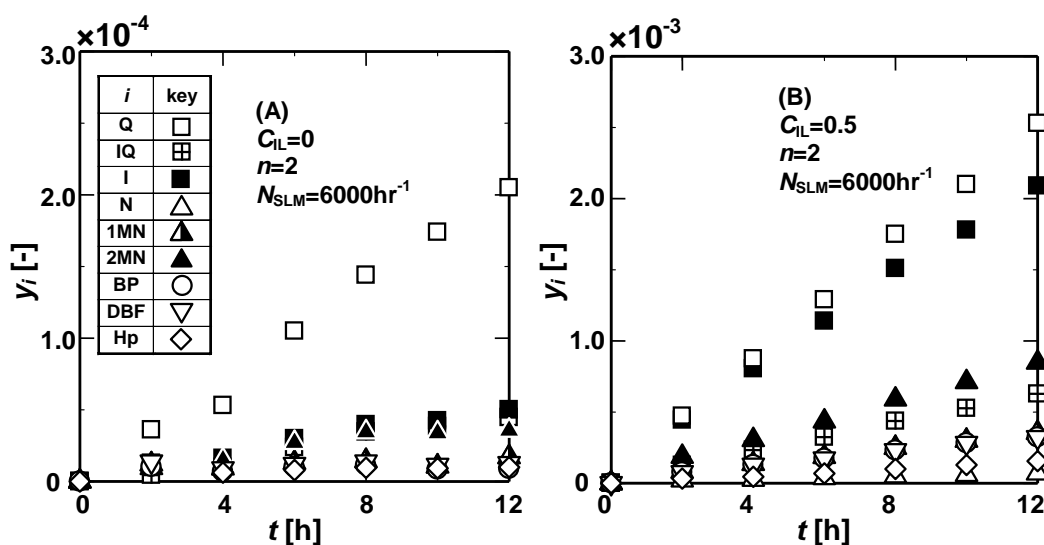 ×10-4
3.0
2.0
1.0
0
yi [-]
i key
Q
IQ
I
N
1MN
2MN
BP
DBF
Hp
(A)
CIL=0
n=2
NSLM=6000hr-1
0 4 8 12
t [h]
×10-3
3.0
2.0
1.0
0
yi [-]
(B)
CIL=0.5
n=2
NSLM=6000hr-1
0 4 8 12
t [h]